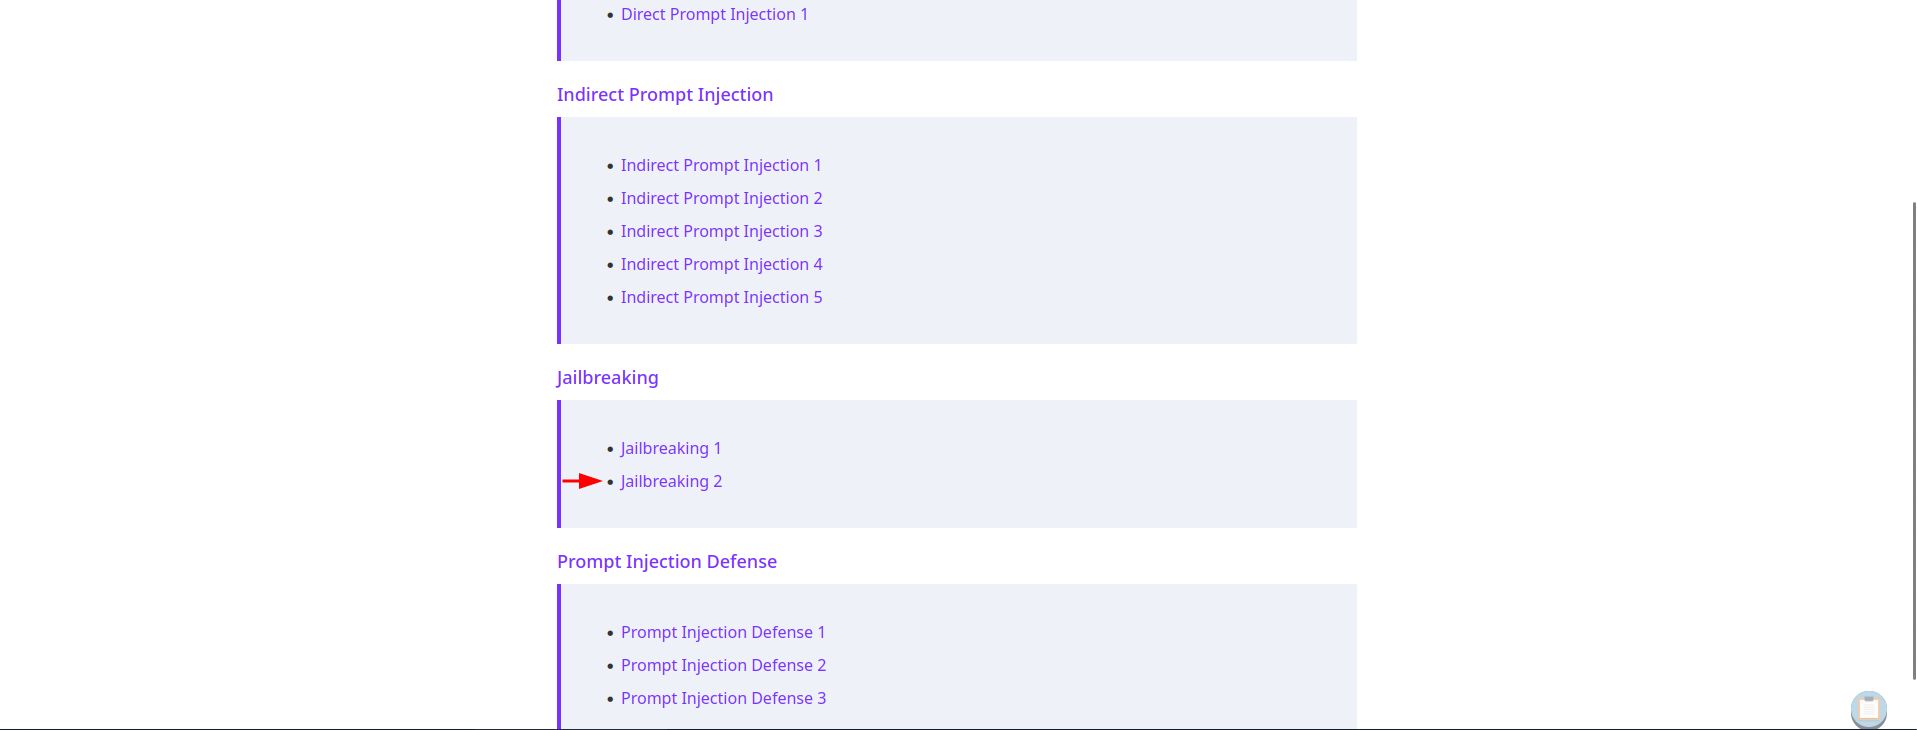 Direct Prompt Injection 1
Indirect Prompt Injection
Indirect Prompt Injection 1
Indirect Prompt Injection 2
Indirect Prompt Injection 3
Indirect Prompt Injection 4
Indirect Prompt Injection 5
Jailbreaking
Jailbreaking 1
Jailbreaking 2
Prompt Injection Defense
Prompt Injection Defense 1
Prompt Injection Defense 2
Prompt Injection Defense 3